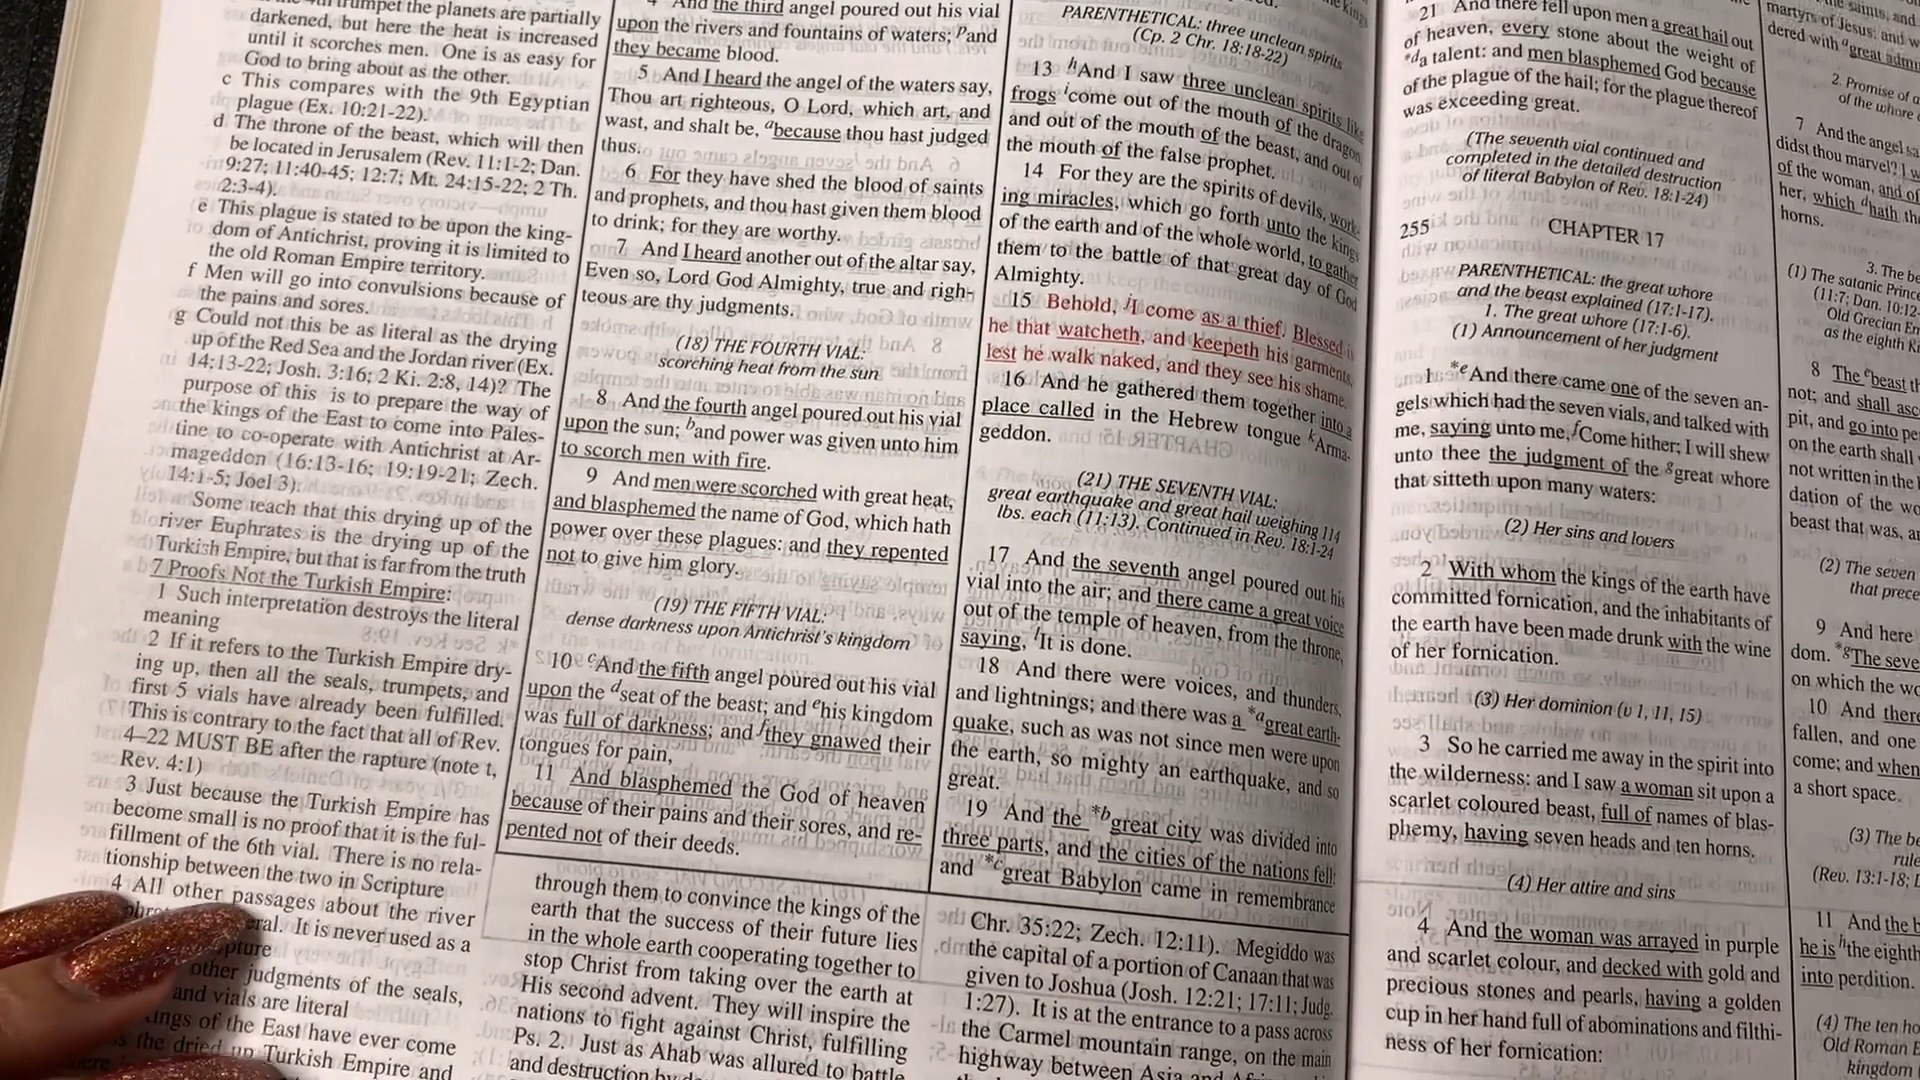 trumpet the planets are partially
darkened, but here the heat is increased
until it scorches men. One is as easy for
God to bring about as the other.
c This compares with the 9th Egyptian
plague (Ex. 10:21-22).
d The throne of the beast, which will then
be located in Jerusalem (Rev. 11:1-2; Dan.
9:27; 11:40-45; 12:7; Mt. 24:15-22; 2 Th.
2:3-4).
e This plague is stated to be upon the king-
dom of Antichrist, proving it is limited to
the old Roman Empire territory.
f Men will go into convulsions because of
the pains and sores.
g Could not this be as literal as the drying
up of the Red Sea and the Jordan river (Ex.
14:13-22; Josh. 3:16; 2 Ki. 2:8, 14)? The
purpose of this is to prepare the way of
the kings of the East to come into Pales-
tine to co-operate with Antichrist at Ar-
mageddon (16:13-16; 19:19-21; Zech.
14:1-5; Joel 3).
Some teach that this drying up of the
river Euphrates is the drying up of the
Turkish Empire, but that is far from the truth
7 Proofs Not the Turkish Empire:
1 Such interpretation destroys the literal
meaning
2 If it refers to the Turkish Empire dry-
ing up, then all the seals, trumpets, and
first 5 vials have already been fulfilled.
This is contrary to the fact that all of Rev.
4–22 MUST BE after the rapture (note t,
Rev. 4:1)
3 Just because the Turkish Empire has
become small is no proof that it is the ful-
fillment of the 6th vial. There is no rela-
tionship between the two in Scripture
4 All other passages about the river
It is never used as a
other judgments of the seals,
and vials are literal
of the East have ever come
the dried up Turkish Empire and
4 And the third angel poured out his vial
upon the rivers and fountains of waters; pand
they became blood.
5 And I heard the angel of the waters say,
Thou art righteous, O Lord, which art, and
wast, and shalt be, abecause thou hast judged
thus.
6 For they have shed the blood of saints
and prophets, and thou hast given them blood
to drink; for they are worthy.
7 And I heard another out of the altar say,
Even so, Lord God Almighty, true and righ-
teous are thy judgments.
(18) THE FOURTH VIAL:
scorching heat from the sun
8 And the fourth angel poured out his vial
upon the sun; band power was given unto him
to scorch men with fire.
9 And men were scorched with great heat,
and blasphemed the name of God, which hath
power over these plagues: and they repented
not to give him glory.
(19) THE FIFTH VIAL:
dense darkness upon Antichrist's kingdom
10 cAnd the fifth angel poured out his vial
upon the dseat of the beast; and ehis kingdom
was full of darkness; and fthey gnawed their
tongues for pain,
11 And blasphemed the God of heaven
because of their pains and their sores, and re-
pented not of their deeds.
through them to convince the kings of the
earth that the success of their future lies
in the whole earth cooperating together to
stop Christ from taking over the earth at
His second advent. They will inspire the
nations to fight against Christ, fulfilling
Ps. 2. Just as Ahab was allured to battle
and destruction by
PARENTHETICAL: three unclean spirits
(Cp. 2 Chr. 18:18-22)
13 hAnd I saw three unclean spirits like
frogs icome out of the mouth of the dragon,
and out of the mouth of the beast, and out of
the mouth of the false prophet.
14 For they are the spirits of devils, work-
ing miracles, which go forth unto the kings
of the earth and of the whole world, to gather
them to the battle of that great day of God
Almighty.
15 Behold, jI come as a thief. Blessed is
he that watcheth, and keepeth his garments,
lest he walk naked, and they see his shame.
16 And he gathered them together into a
place called in the Hebrew tongue kArma-
geddon.
(21) THE SEVENTH VIAL:
great earthquake and great hail weighing 114
lbs. each (11:13). Continued in Rev. 18:1-24
17 And the seventh angel poured out his
vial into the air; and there came a great voice
out of the temple of heaven, from the throne,
saying, lIt is done.
18 And there were voices, and thunders,
and lightnings; and there was a *agreat earth-
quake, such as was not since men were upon
the earth, so mighty an earthquake, and so
great.
19 And the *bgreat city was divided into
three parts, and the cities of the nations fell:
and *cgreat Babylon came in remembrance
Chr. 35:22; Zech. 12:11). Megiddo was
the capital of a portion of Canaan that was
given to Joshua (Josh. 12:21; 17:11; Judg.
1:27). It is at the entrance to a pass across
the Carmel mountain range, on the main
highway between Asia and Africa
21 And there fell upon men a great hail out
of heaven, every stone about the weight of
*da talent: and men blasphemed God because
of the plague of the hail; for the plague thereof
was exceeding great.
(The seventh vial continued and
completed in the detailed destruction
of literal Babylon of Rev. 18:1-24)
255 CHAPTER 17
PARENTHETICAL: the great whore
and the beast explained (17:1-17).
1. The great whore (17:1-6).
(1) Announcement of her judgment
1 *eAnd there came one of the seven an-
gels which had the seven vials, and talked with
me, saying unto me, fCome hither; I will shew
unto thee the judgment of the ggreat whore
that sitteth upon many waters:
(2) Her sins and lovers
2 With whom the kings of the earth have
committed fornication, and the inhabitants of
the earth have been made drunk with the wine
of her fornication.
(3) Her dominion (v 1, 11, 15)
3 So he carried me away in the spirit into
the wilderness: and I saw a woman sit upon a
scarlet coloured beast, full of names of blas-
phemy, having seven heads and ten horns.
(4) Her attire and sins
4 And the woman was arrayed in purple
and scarlet colour, and decked with gold and
precious stones and pearls, having a golden
cup in her hand full of abominations and filthi-
ness of her fornication:
the saints, and
martyrs of Jesus: and
dered with agreat
2. Promise of
of the whore
7 And the angel
didst thou marvel? I
of the woman, and of
her, which dhath
horns.
3. The
(1) The satanic Prince
(11:7; Dan. 10:12-
Old Grecian
as the eighth
8 The ebeast
not; and shall
pit, and go into
on the earth shall
not written in the
dation of the
beast that was,
(2) The seven
that
9 And here
dom. *gThe
on which the
10 And there
fallen, and one
come; and when
a short space.
(3) The
(Rev. 13:1-18;
11 And the
he is hthe eighth
into perdition.
(4) The ten
Old Roman
kingdom